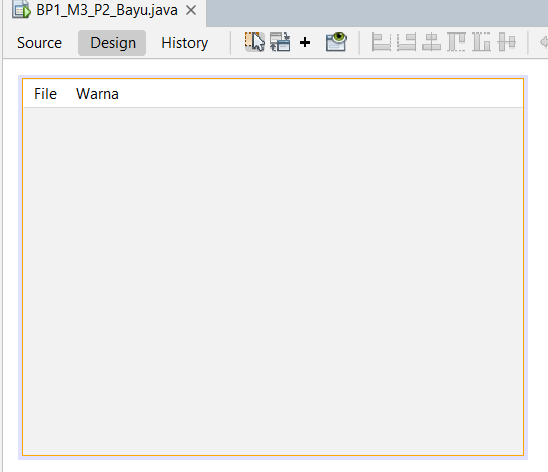 BP1_M3_P2_Bayu.java
Source Design History
File Warna